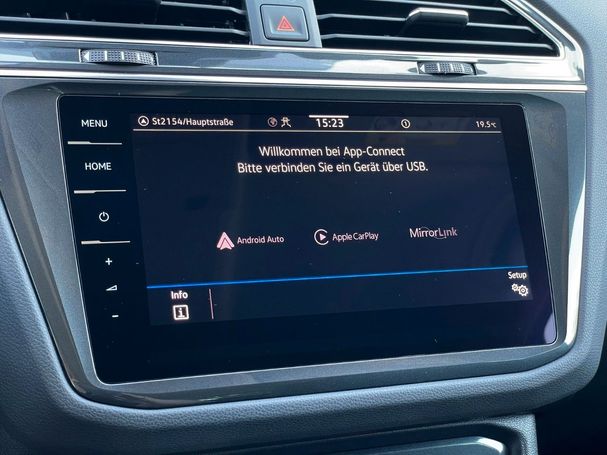 MENU
St2154/Hauptstraße
15:23
19.5°C
HOME
Willkommen bei App-Connect
Bitte verbinden Sie ein Gerät über USB.
Android Auto
Apple CarPlay
MirrorLink
+
-
Info
Setup